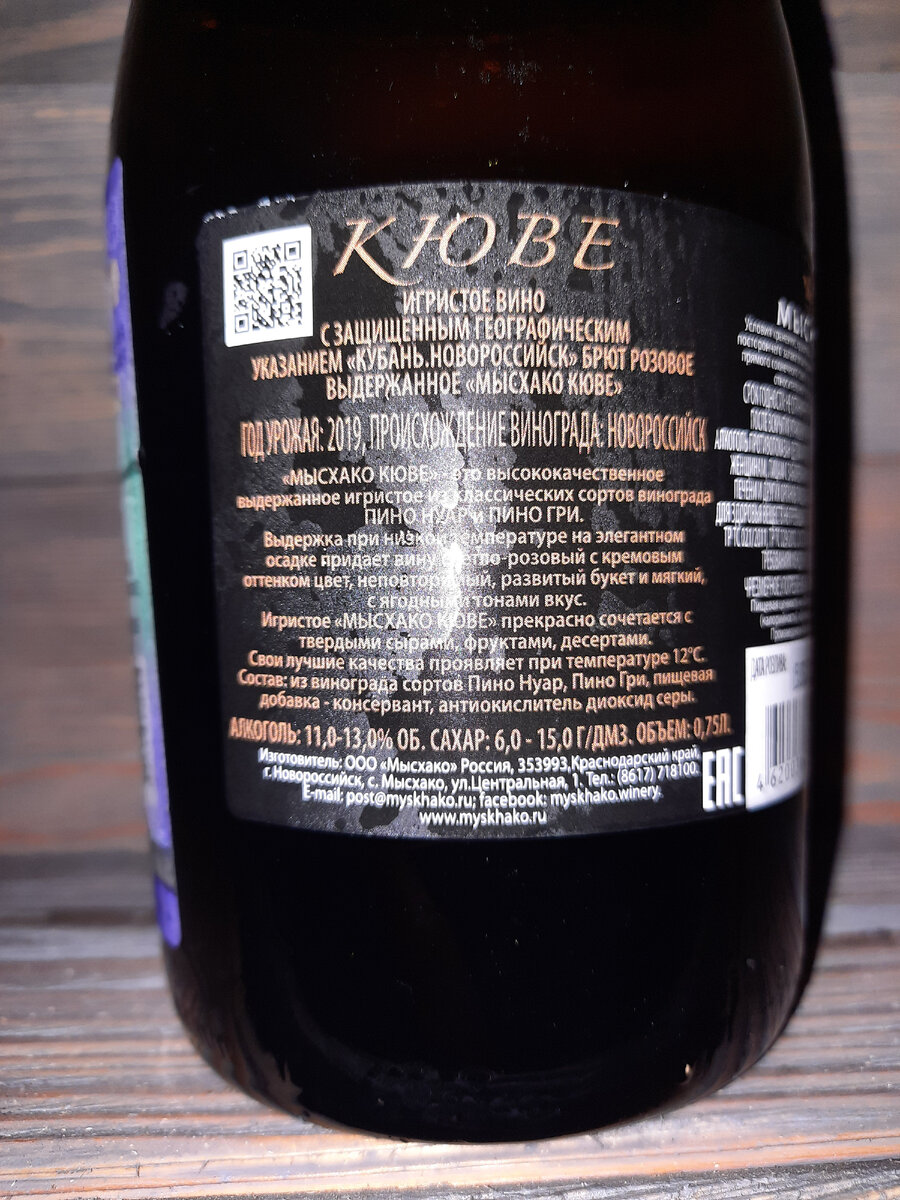 КЮВЕ
ИГРИСТОЕ ВИНО
С ЗАЩИЩЕННЫМ ГЕОГРАФИЧЕСКИМ
УКАЗАНИЕМ «КУБАНЬ.НОВОРОССИЙСК» БРЮТ РОЗОВОЕ
ВЫДЕРЖАННОЕ «МЫСХАКО КЮВЕ»
ГОД УРОЖАЯ: 2019, ПРОИСХОЖДЕНИЕ ВИНОГРАДА: НОВОРОССИЙСК
«МЫСХАКО КЮВЕ» - это высококачественное
выдержанное игристое из классических сортов винограда
ПИНО НУАР и ПИНО ГРИ.
Выдержка при низкой температуре на элегантном
осадке придает вину светло-розовый с кремовым
оттенком цвет, неповторимый, развитый букет и мягкий,
с ягодными тонами вкус.
Игристое «МЫСХАКО КЮВЕ» прекрасно сочетается с
твердыми сырами, фруктами, десертами.
Свои лучшие качества проявляет при температуре 12°С.
Состав: из винограда сортов Пино Нуар, Пино Гри, пищевая
добавка - консервант, антиокислитель диоксид серы.
АЛКОГОЛЬ: 11,0-13,0% ОБ. САХАР: 6,0 - 15,0 Г/ДМ3. ОБЪЕМ: 0,75Л.
Изготовитель: ООО «Мысхако» Россия, 353993,Краснодарский край,
г.Новороссийск, с. Мысхако, ул.Центральная, 1. Тел.: (8617) 718100.
E-mail: post@myskhako.ru; facebook: myskhako.winery.
www.myskhako.ru
ЕАС
ДАТА РОЗЛИВА: